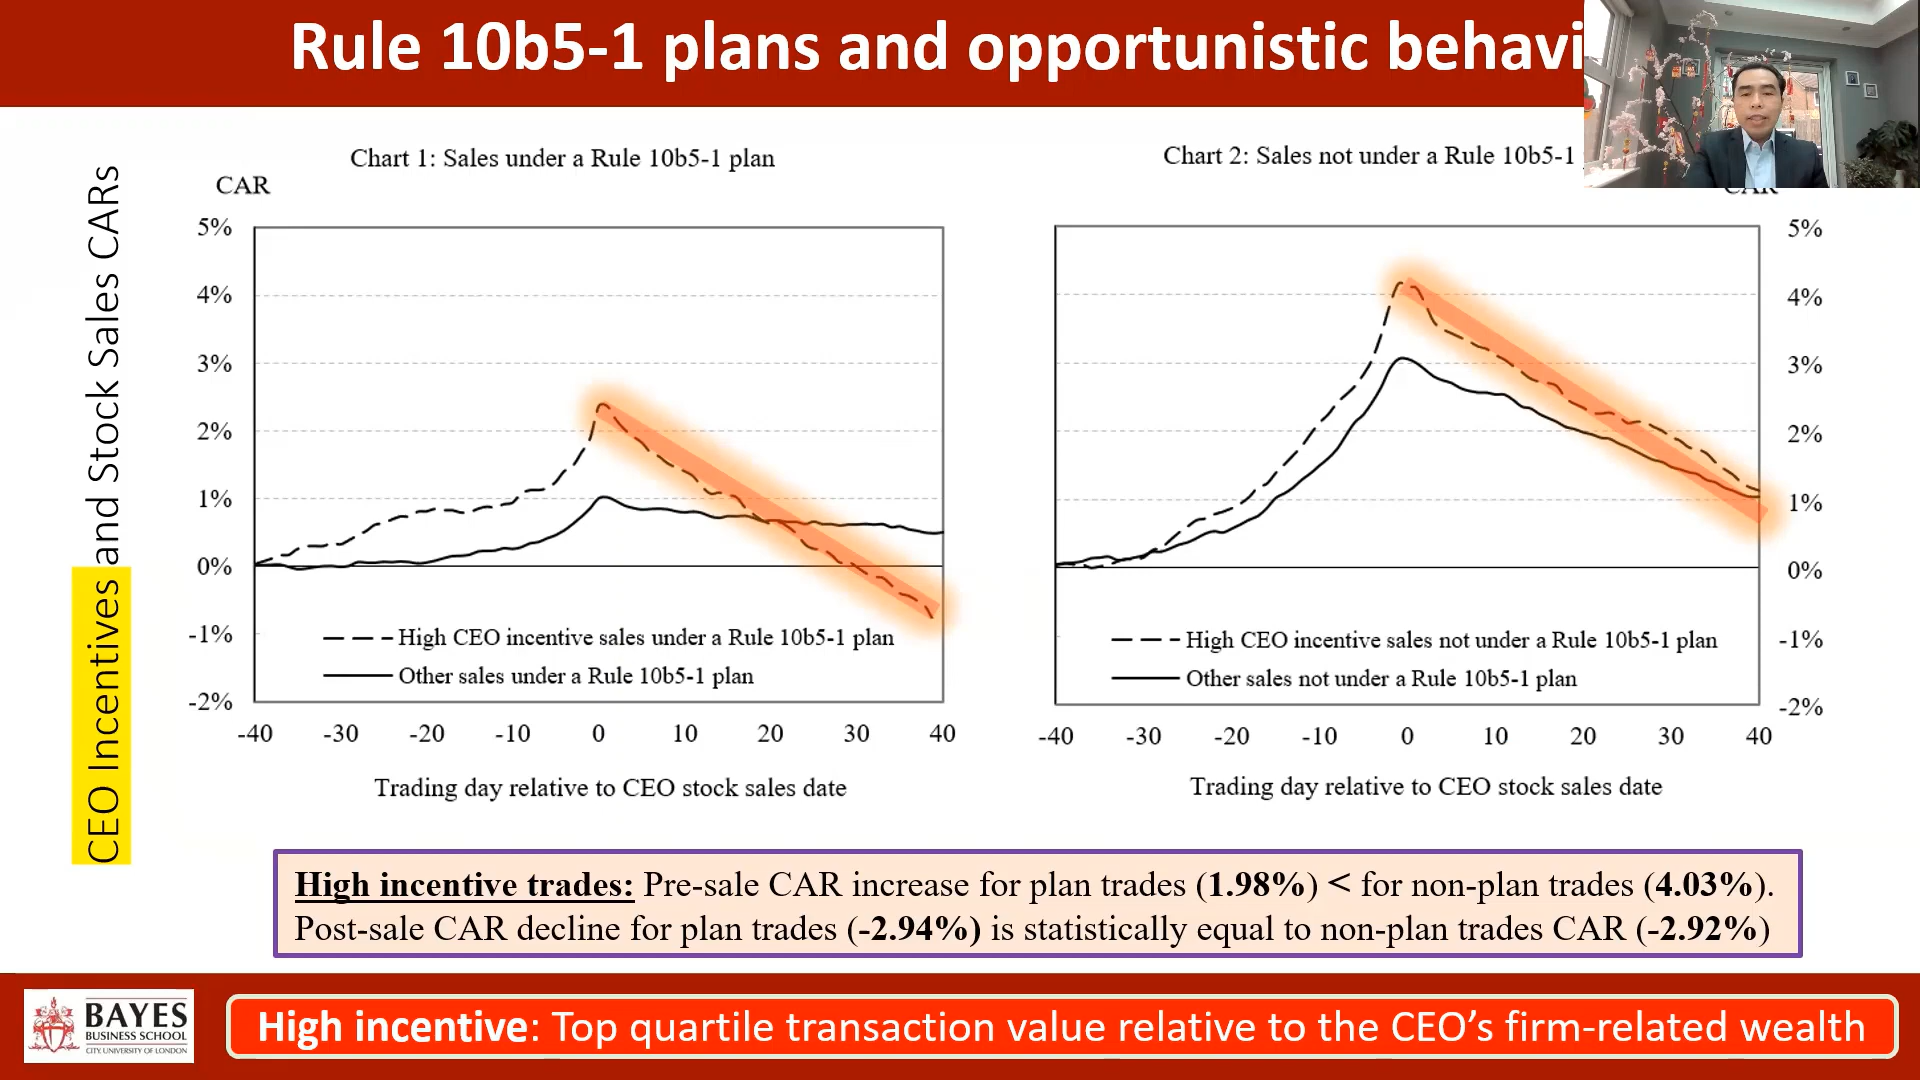 Rule 10b5-1 plans and opportunistic behavi
CEO Incentives and Stock Sales CARs
Chart 1: Sales under a Rule 10b5-1 plan
CAR
5%
4%
3%
2%
1%
0%
-1%
-2%
High CEO incentive sales under a Rule 10b5-1 plan
Other sales under a Rule 10b5-1 plan
-40 -30 -20 -10 0 10 20 30 40
Trading day relative to CEO stock sales date
Chart 2: Sales not under a Rule 10b5-1
CAR
5%
4%
3%
2%
1%
0%
-1%
-2%
High CEO incentive sales not under a Rule 10b5-1 plan
Other sales not under a Rule 10b5-1 plan
-40 -30 -20 -10 0 10 20 30 40
Trading day relative to CEO stock sales date
High incentive trades: Pre-sale CAR increase for plan trades (1.98%) < for non-plan trades (4.03%).
Post-sale CAR decline for plan trades (-2.94%) is statistically equal to non-plan trades CAR (-2.92%)
BAYES
BUSINESS SCHOOL
CITY, UNIVERSITY OF LONDON
High incentive: Top quartile transaction value relative to the CEO’s firm-related wealth